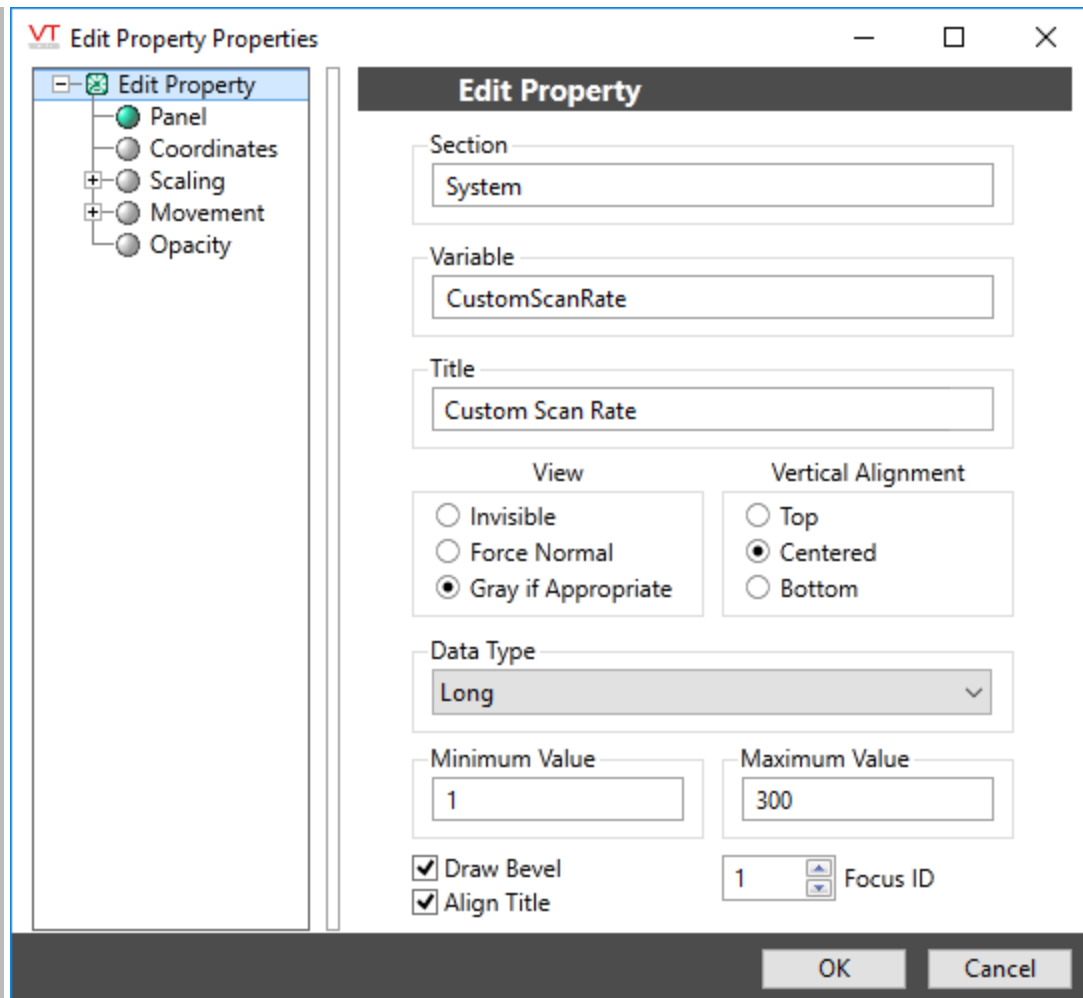 VT Edit Property Properties
Edit Property
Panel
Coordinates
Scaling
Movement
Opacity
Edit Property
Section
System
Variable
CustomScanRate
Title
Custom Scan Rate
View
Invisible
Force Normal
Gray if Appropriate
Vertical Alignment
Top
Centered
Bottom
Data Type
Long
Minimum Value
1
Maximum Value
300
Draw Bevel
Align Title
1 Focus ID
OK Cancel